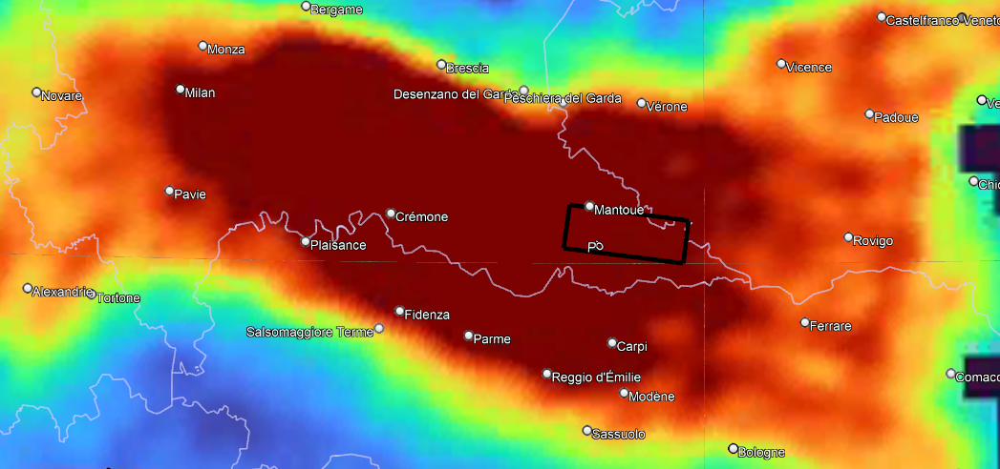 Bergame
Castelfranco Veneto
Monza
Vicence
Brescia
Novare
Milan
Desenzano del Garda
Peschiera del Garda
Vérone
Padoue
Pavie
Mantoue
Crémone
Rovigo
Plaisance
Pô
Alexandrie
Tortone
Fidenza
Ferrare
Salsomaggiore Terme
Parme
Carpi
Reggio d'Émilie
Modène
Sassuolo
Bologne